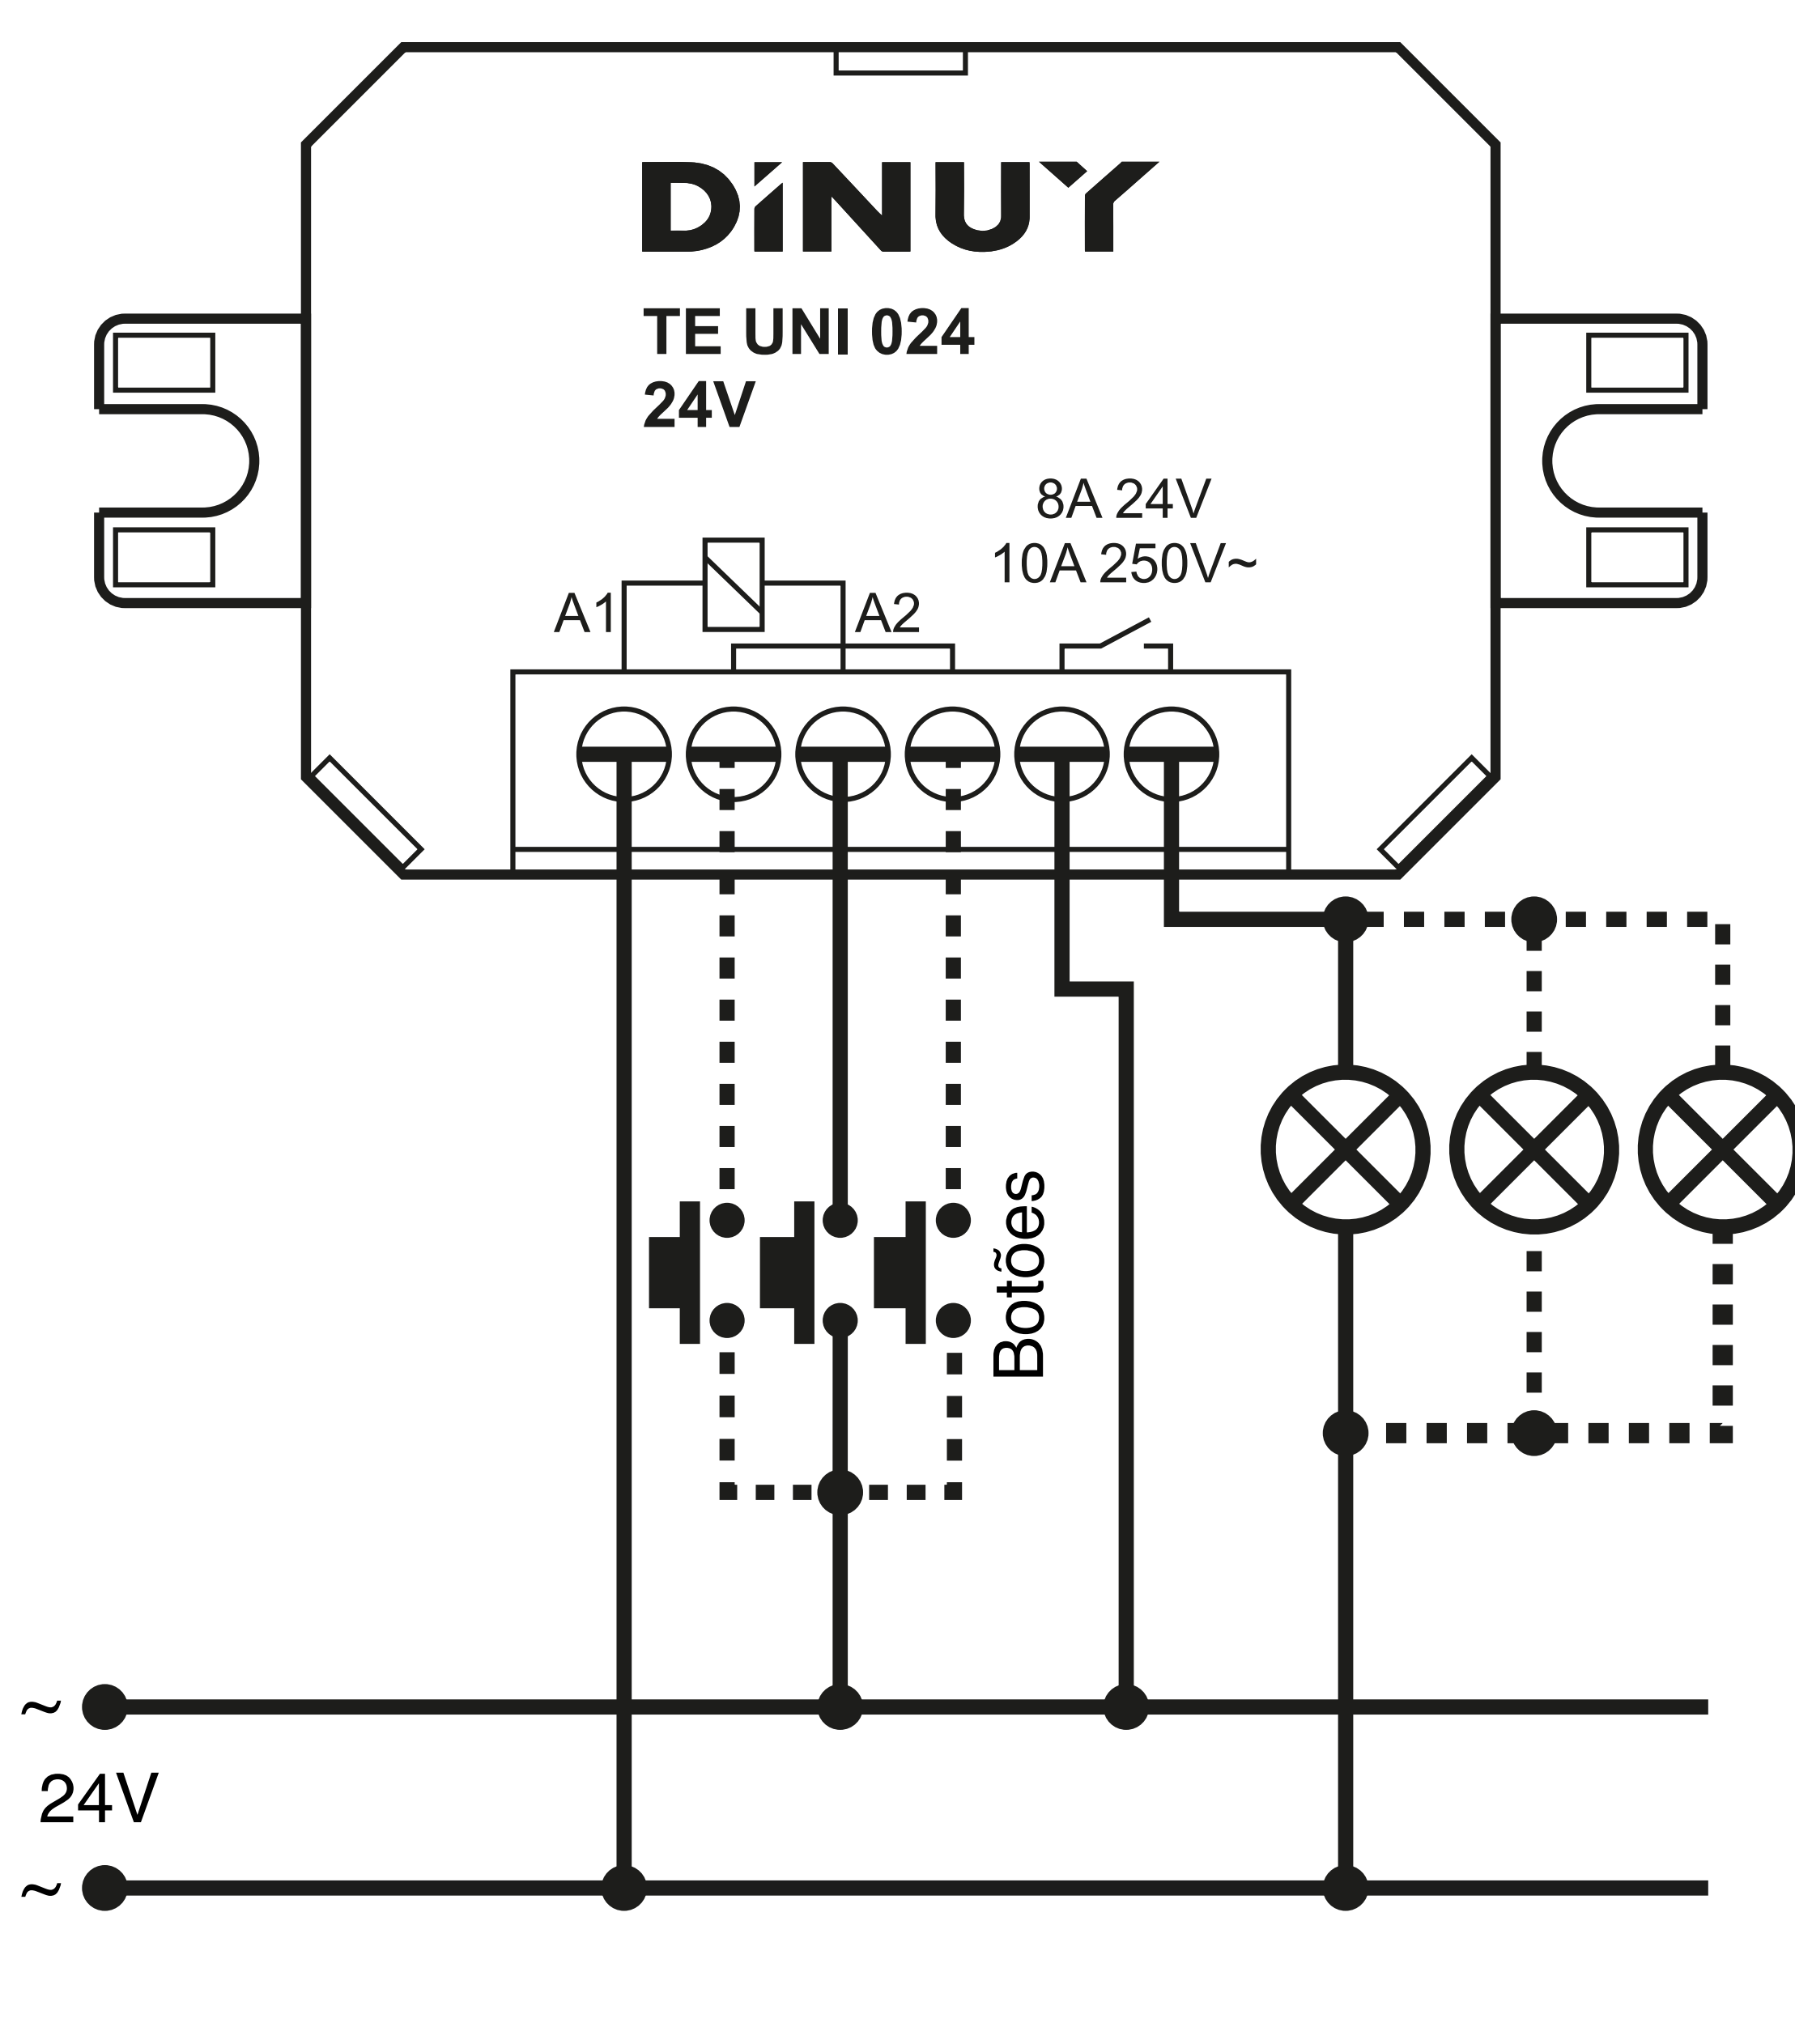 DiNUY
TE UNI 024
24V
8A 24V
10A 250V~
A1
A2
Botões
~
24V
~